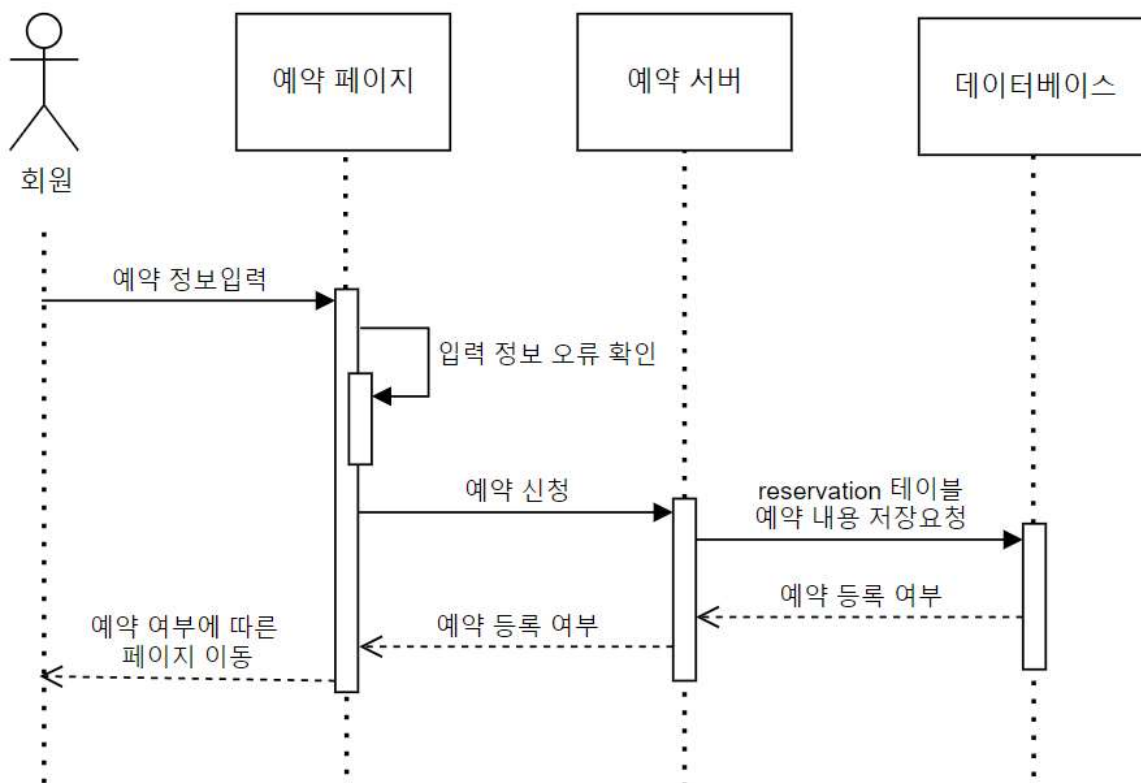 예약 페이지
예약 서버
데이터베이스
회원
예약 정보입력
입력 정보 오류 확인
예약 신청
reservation 테이블
예약 내용 저장요청
예약 등록 여부
예약 등록 여부
예약 여부에 따른
페이지 이동